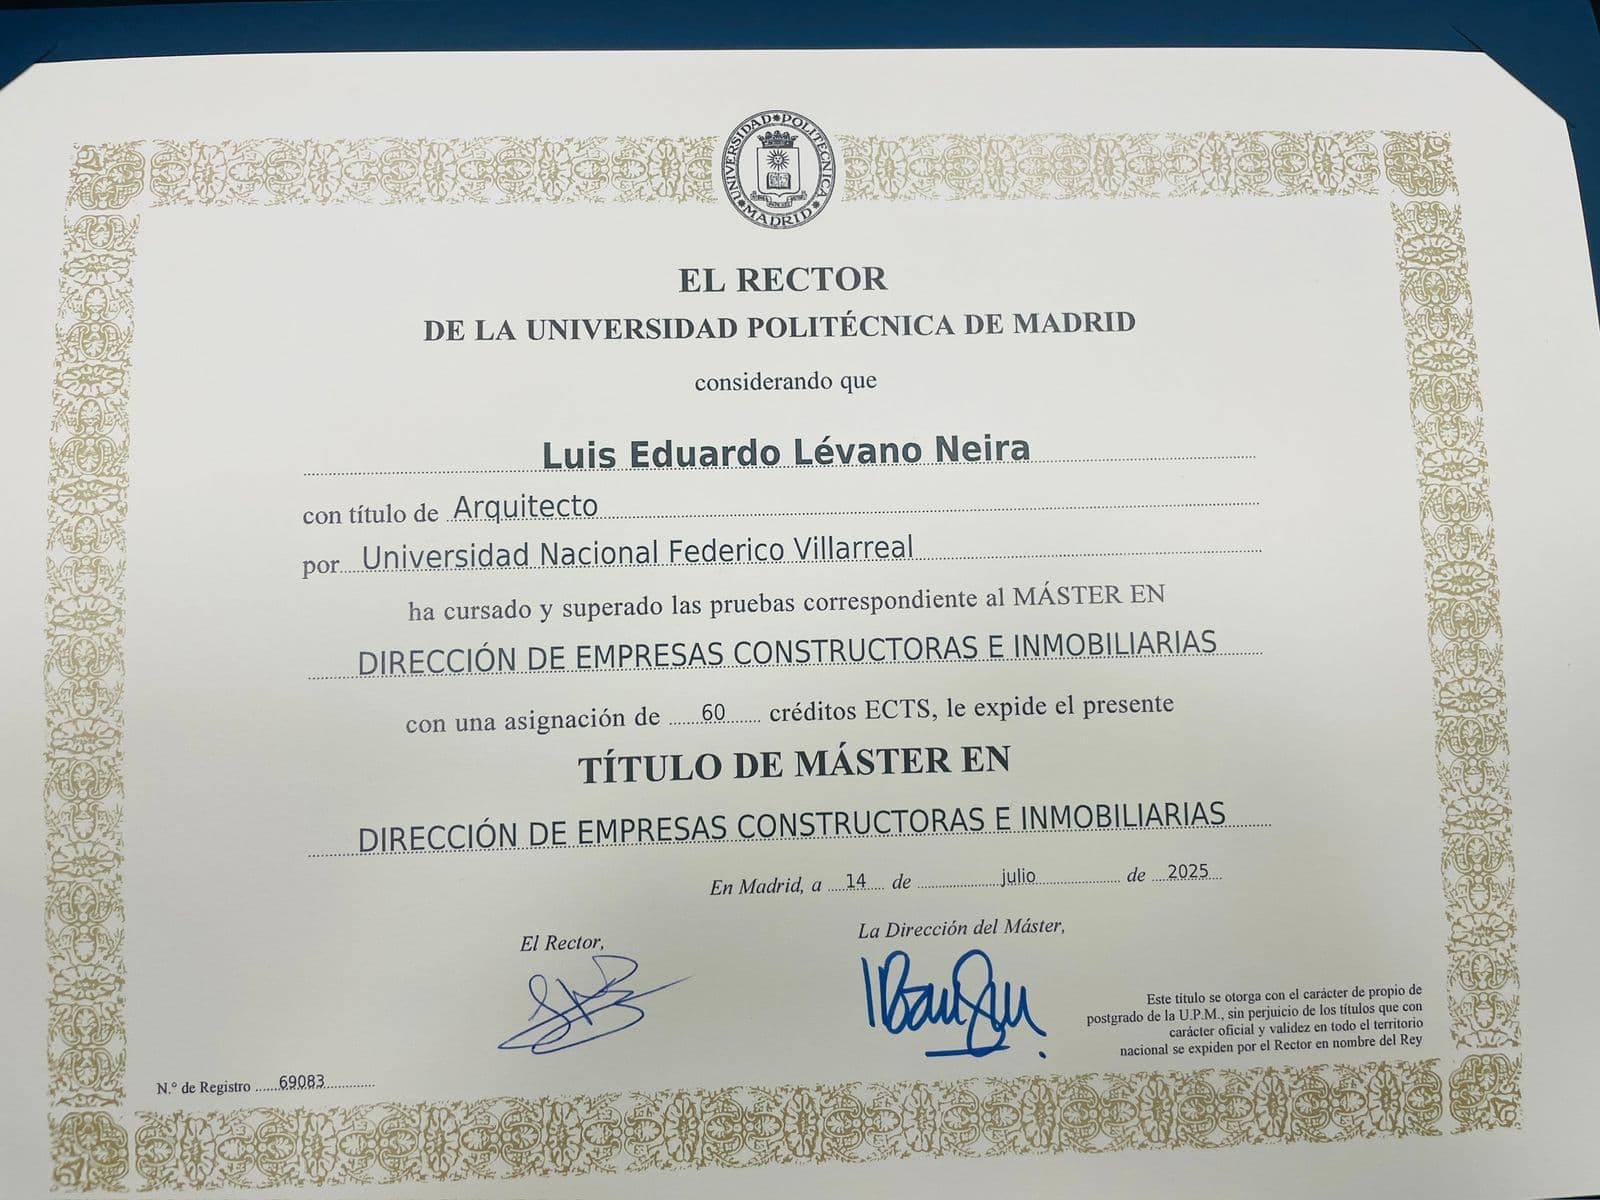 UNIVERSIDAD POLITECNICA
MADRID
EL RECTOR
DE LA UNIVERSIDAD POLITÉCNICA DE MADRID
considerando que
Luis Eduardo Lévano Neira
con título de Arquitecto
por Universidad Nacional Federico Villarreal
ha cursado y superado las pruebas correspondiente al MÁSTER EN
DIRECCIÓN DE EMPRESAS CONSTRUCTORAS E INMOBILIARIAS
con una asignación de 60 créditos ECTS, le expide el presente
TÍTULO DE MÁSTER EN
DIRECCIÓN DE EMPRESAS CONSTRUCTORAS E INMOBILIARIAS
En Madrid, a 14 de julio de 2025
El Rector,
La Dirección del Máster,
Este título se otorga con el carácter de propio de
postgrado de la U.P.M., sin perjuicio de los títulos que con
carácter oficial y validez en todo el territorio
nacional se expiden por el Rector en nombre del Rey
N.º de Registro 69083